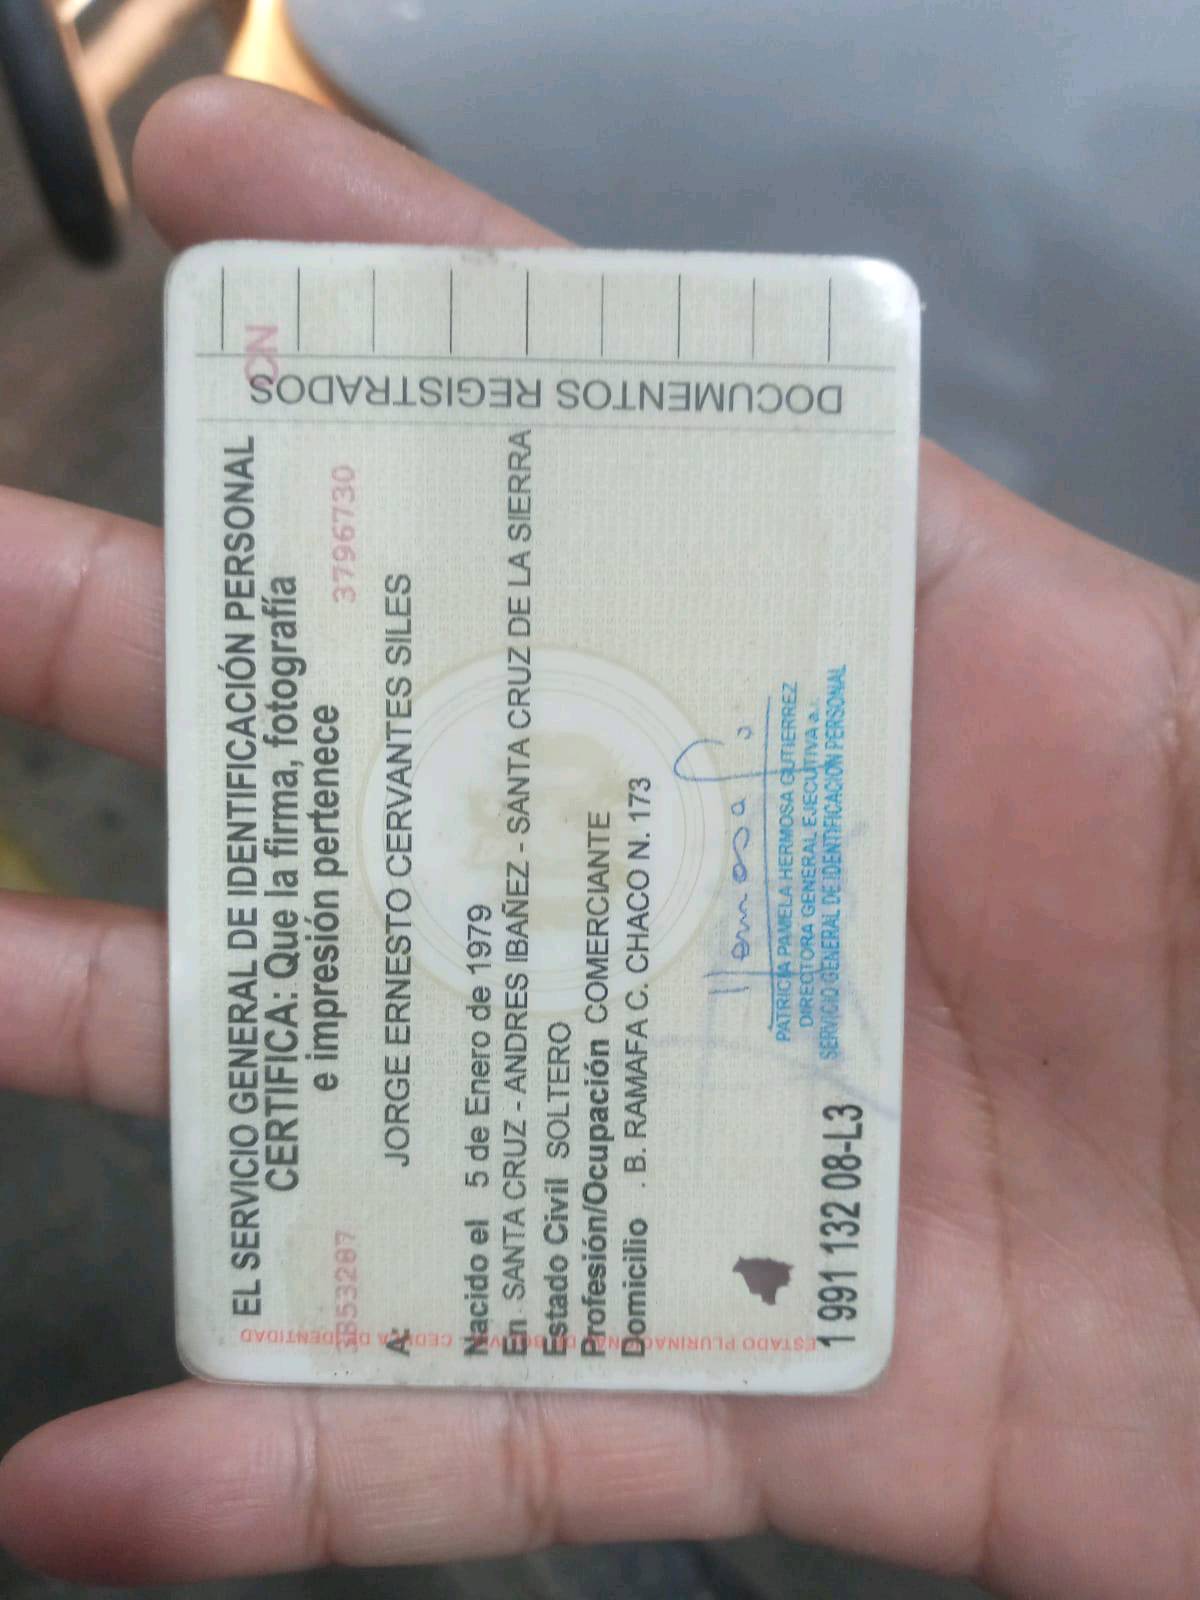 EL SERVICIO GENERAL DE IDENTIFICACIÓN PERSONAL
CERTIFICA: Que la firma, fotografía
e impresión pertenece
3796730
A: JORGE ERNESTO CERVANTES SILES
Nacido el 5 de Enero de 1979
En SANTA CRUZ - ANDRES IBAÑEZ - SANTA CRUZ DE LA SIERRA
Estado Civil SOLTERO
Profesión/Ocupación COMERCIANTE
Domicilio . B. RAMAFA C. CHACO N. 173
Hermosa
PATRICIA PAMELA HERMOSA GUTIERREZ
DIRECTORA GENERAL EJECUTIVA a.i.
SERVICIO GENERAL DE IDENTIFICACIÓN PERSONAL
1 991 132 08-L3
DOCUMENTOS REGISTRADOS
CN
ESTADO PLURINACIONAL DE BOLIVIA CEDULA DE IDENTIDAD